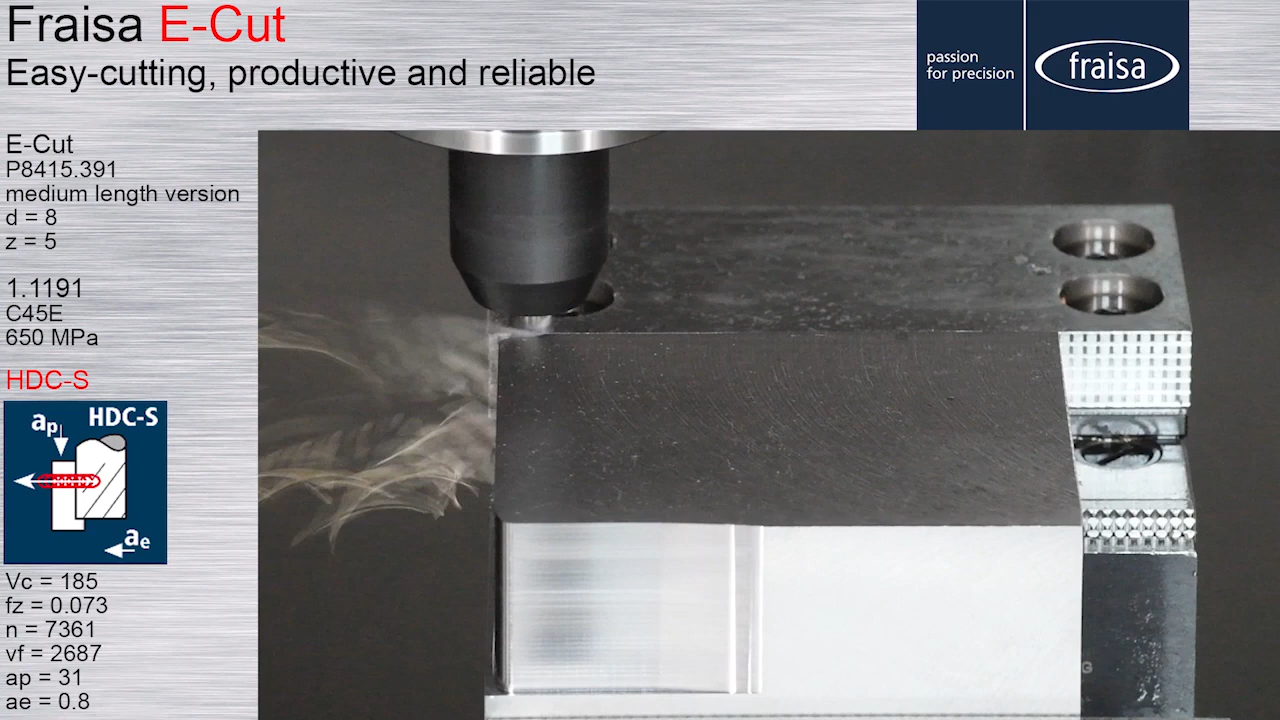 Fraisa E-Cut
Easy-cutting, productive and reliable
passion
for precision
fraisa
E-Cut
P8415.391
medium length version
d = 8
z = 5
1.1191
C45E
650 MPa
HDC-S
ap HDC-S
ae
Vc = 185
fz = 0.073
n = 7361
vf = 2687
ap = 31
ae = 0.8
G